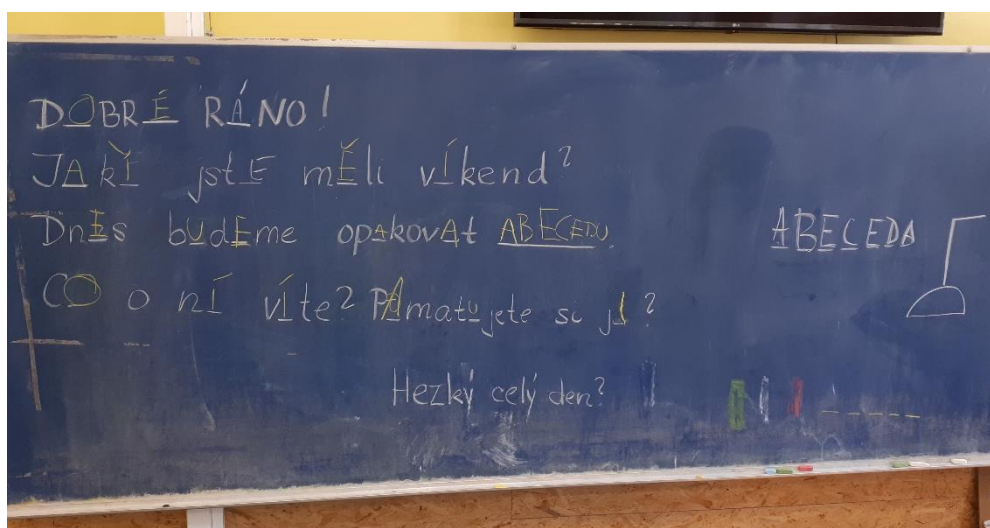 DOBRÉ RÁNO!
JAkÝ jstE mĚli vÍkend?
DnEs bUdEme opAkovAt ABECEDU.
ABECEDA
CO o nÍ vÍte? PAmatujete si jI?
Hezký celý den?